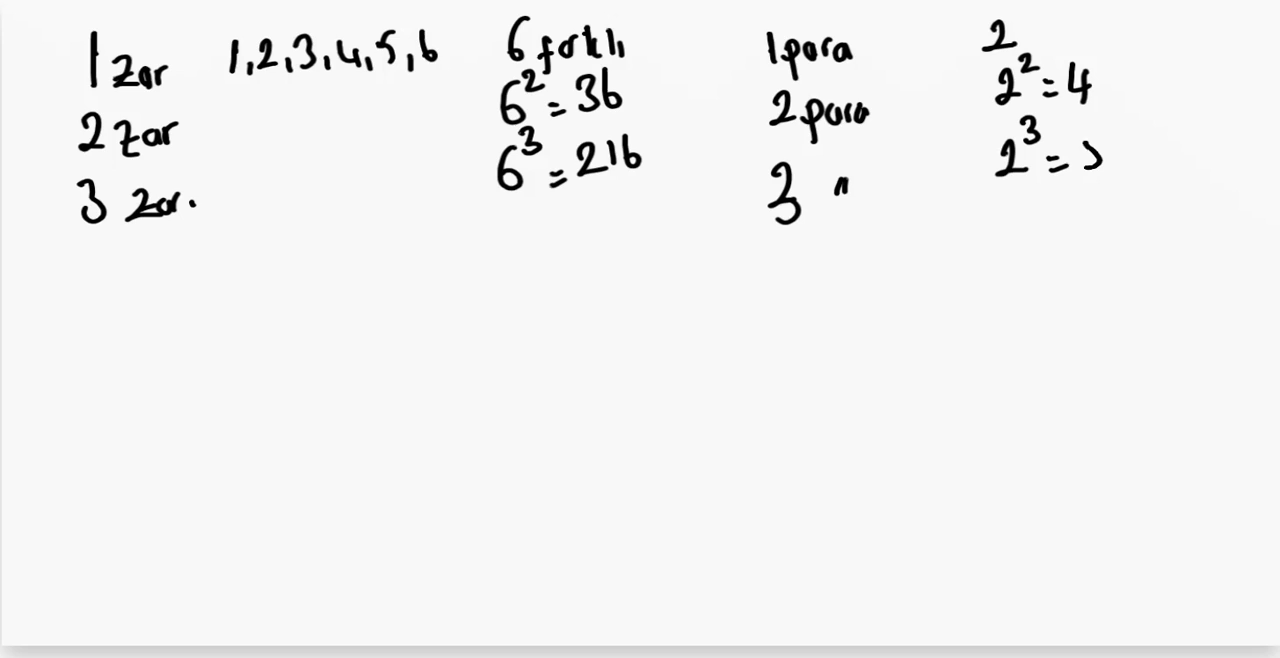 1 zar 1,2,3,4,5,6 6 farklı 1 para 2
2 zar 6² = 36 2 para 2² = 4
3 zar. 6³ = 216 3 " 2³ =